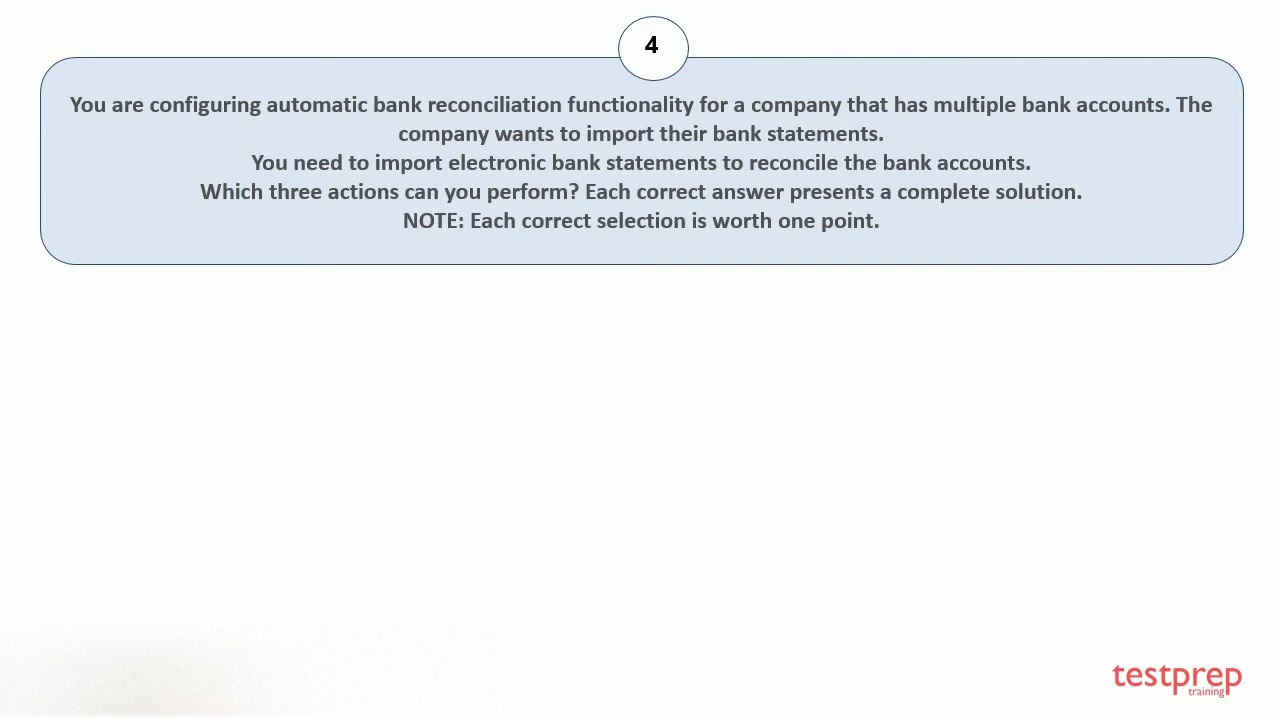 4
You are configuring automatic bank reconciliation functionality for a company that has multiple bank accounts. The
company wants to import their bank statements.
You need to import electronic bank statements to reconcile the bank accounts.
Which three actions can you perform? Each correct answer presents a complete solution.
NOTE: Each correct selection is worth one point.
testprep
training